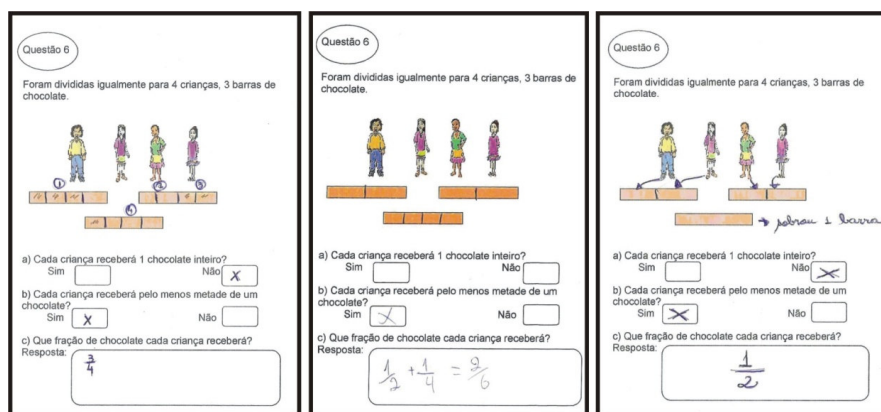 Questão 6
Foram divididas igualmente para 4 crianças, 3 barras de
chocolate.
1
2
3
4
a) Cada criança receberá 1 chocolate inteiro?
Sim
Não X
b) Cada criança receberá pelo menos metade de um
chocolate?
Sim X
Não
c) Que fração de chocolate cada criança receberá?
Resposta:
3/4
Questão 6
Foram divididas igualmente para 4 crianças, 3 barras de
chocolate.
a) Cada criança receberá 1 chocolate inteiro?
Sim
Não
b) Cada criança receberá pelo menos metade de um
chocolate?
Sim X
Não
c) Que fração de chocolate cada criança receberá?
Resposta:
1/2 + 1/4 = 2/6
Questão 6
Foram divididas igualmente para 4 crianças, 3 barras de
chocolate.
→ sobrou 1 barra
a) Cada criança receberá 1 chocolate inteiro?
Sim
Não X
b) Cada criança receberá pelo menos metade de um
chocolate?
Sim X
Não
c) Que fração de chocolate cada criança receberá?
Resposta:
1/2